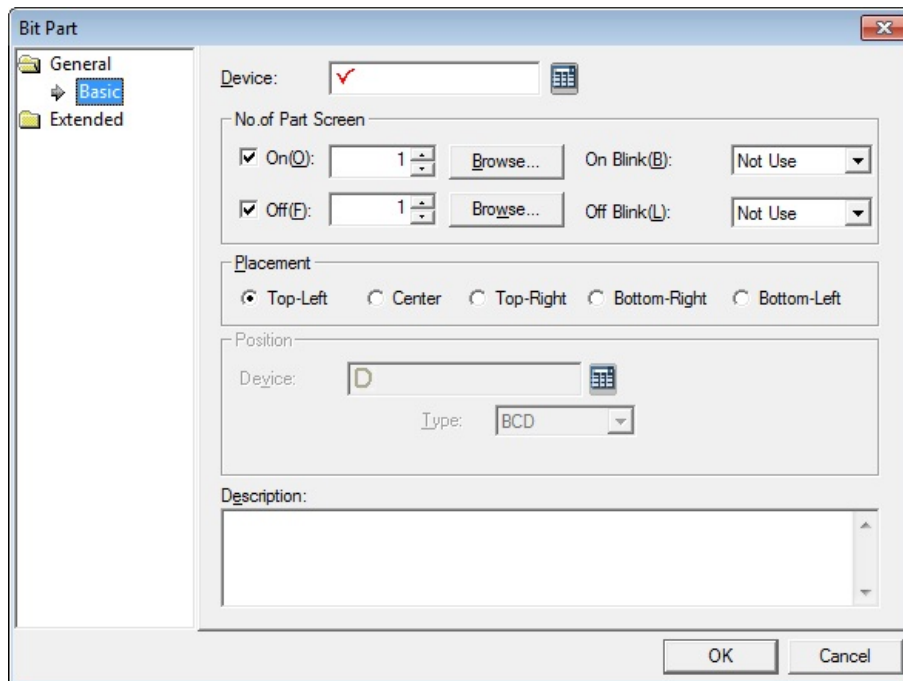 Bit Part
General
Basic
Extended
Device:
No.of Part Screen
On(O): 1 Browse... On Blink(B): Not Use
Off(F): 1 Browse... Off Blink(L): Not Use
Placement
Top-Left Center Top-Right Bottom-Right Bottom-Left
Position
Device: D
Type: BCD
Description:
OK Cancel